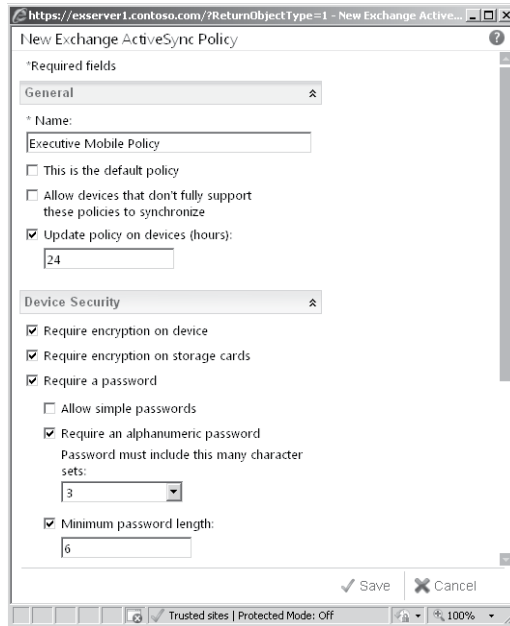 https://exserver1.contoso.com/?ReturnObjectType=1 - New Exchange Active...
New Exchange ActiveSync Policy
*Required fields
General
* Name:
Executive Mobile Policy
This is the default policy
Allow devices that don't fully support
these policies to synchronize
Update policy on devices (hours):
24
Device Security
Require encryption on device
Require encryption on storage cards
Require a password
Allow simple passwords
Require an alphanumeric password
Password must include this many character
sets:
3
Minimum password length:
6
Save
Cancel
Trusted sites | Protected Mode: Off
100%